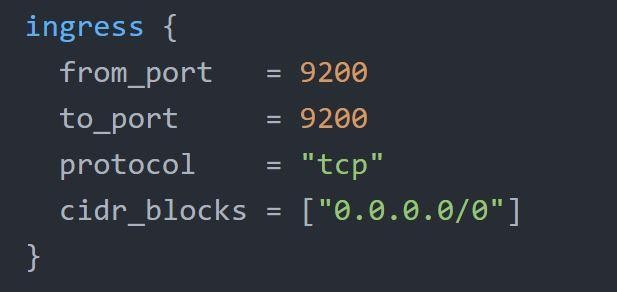 ingress {
  from_port   = 9200
  to_port     = 9200
  protocol    = "tcp"
  cidr_blocks = ["0.0.0.0/0"]
}